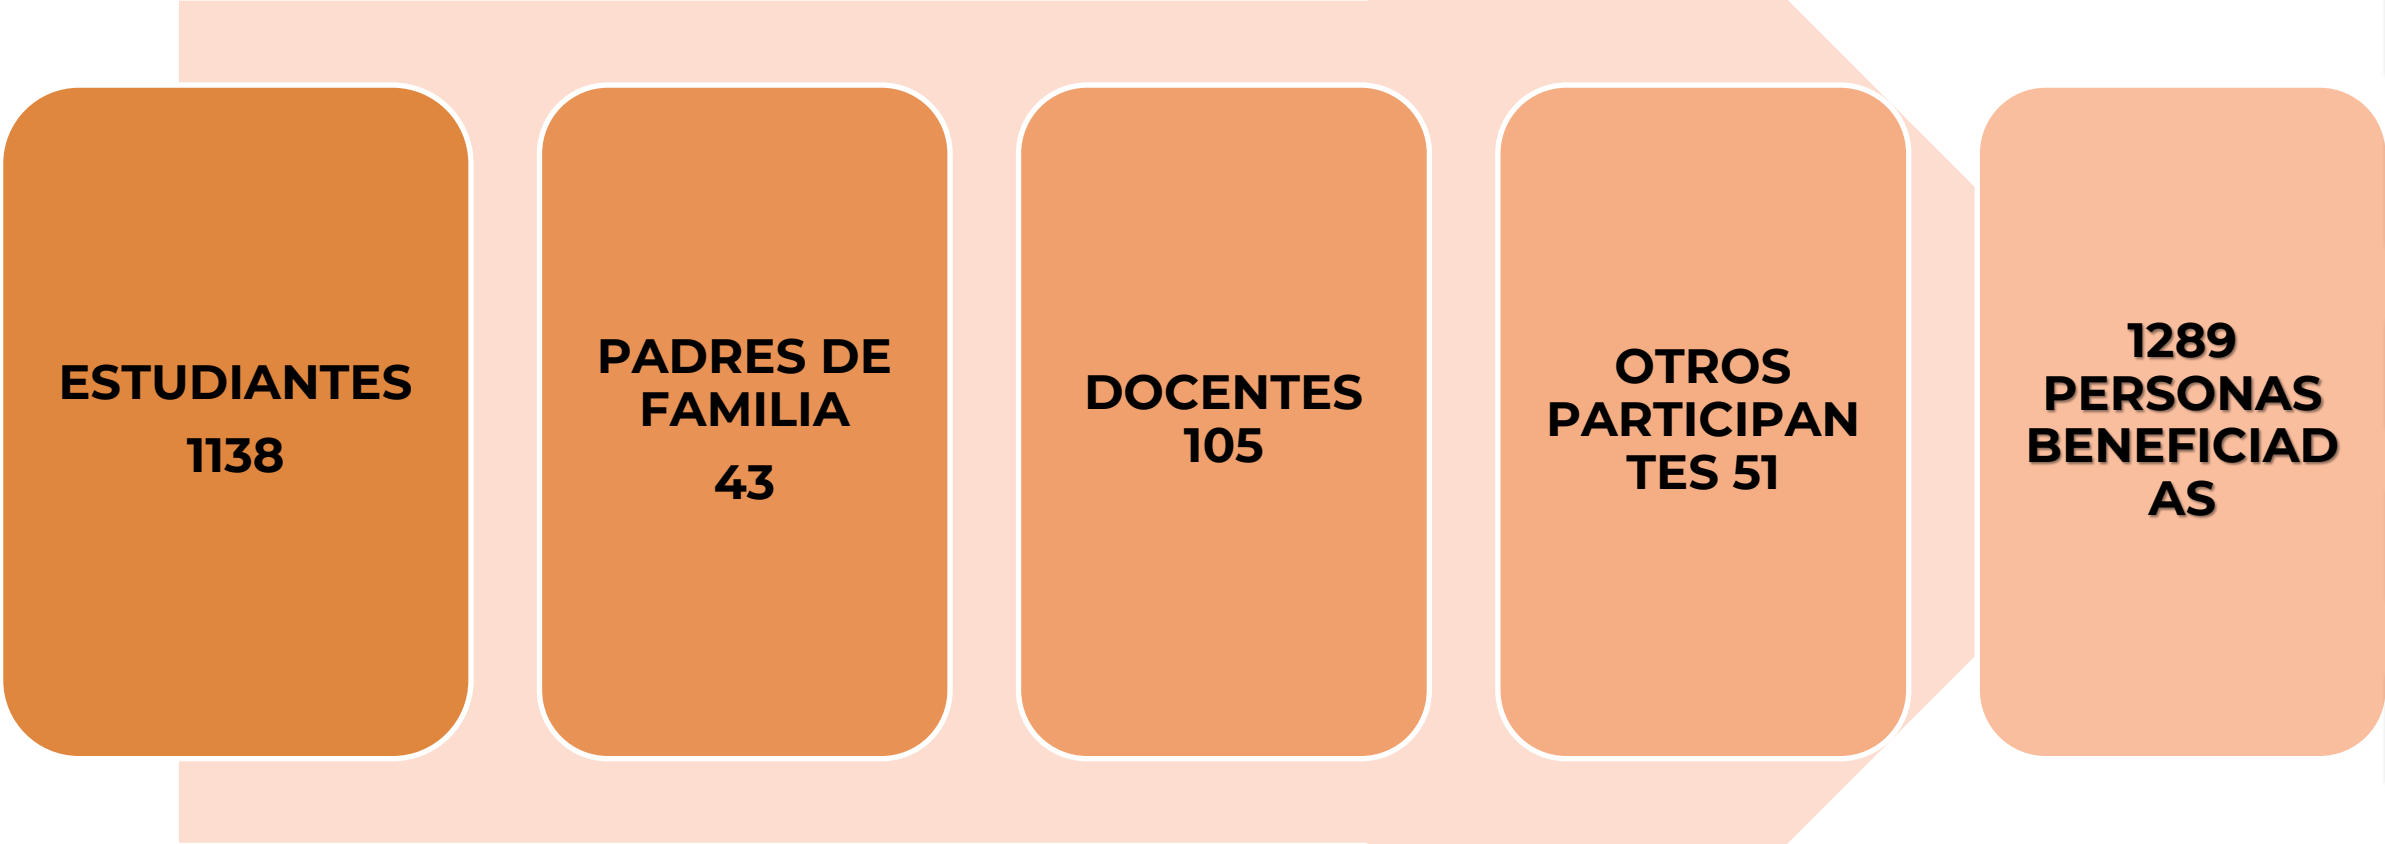 ESTUDIANTES
1138
PADRES DE
FAMILIA
43
DOCENTES
105
OTROS
PARTICIPAN
TES 51
1289
PERSONAS
BENEFICIAD
AS